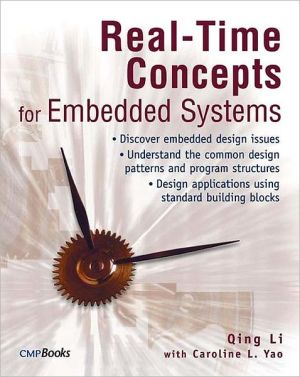 Real-Time
Concepts
for Embedded Systems
• Discover embedded design issues
• Understand the common design
patterns and program structures
• Design applications using
standard building blocks
Qing Li
with Caroline L. Yao
CMPBooks